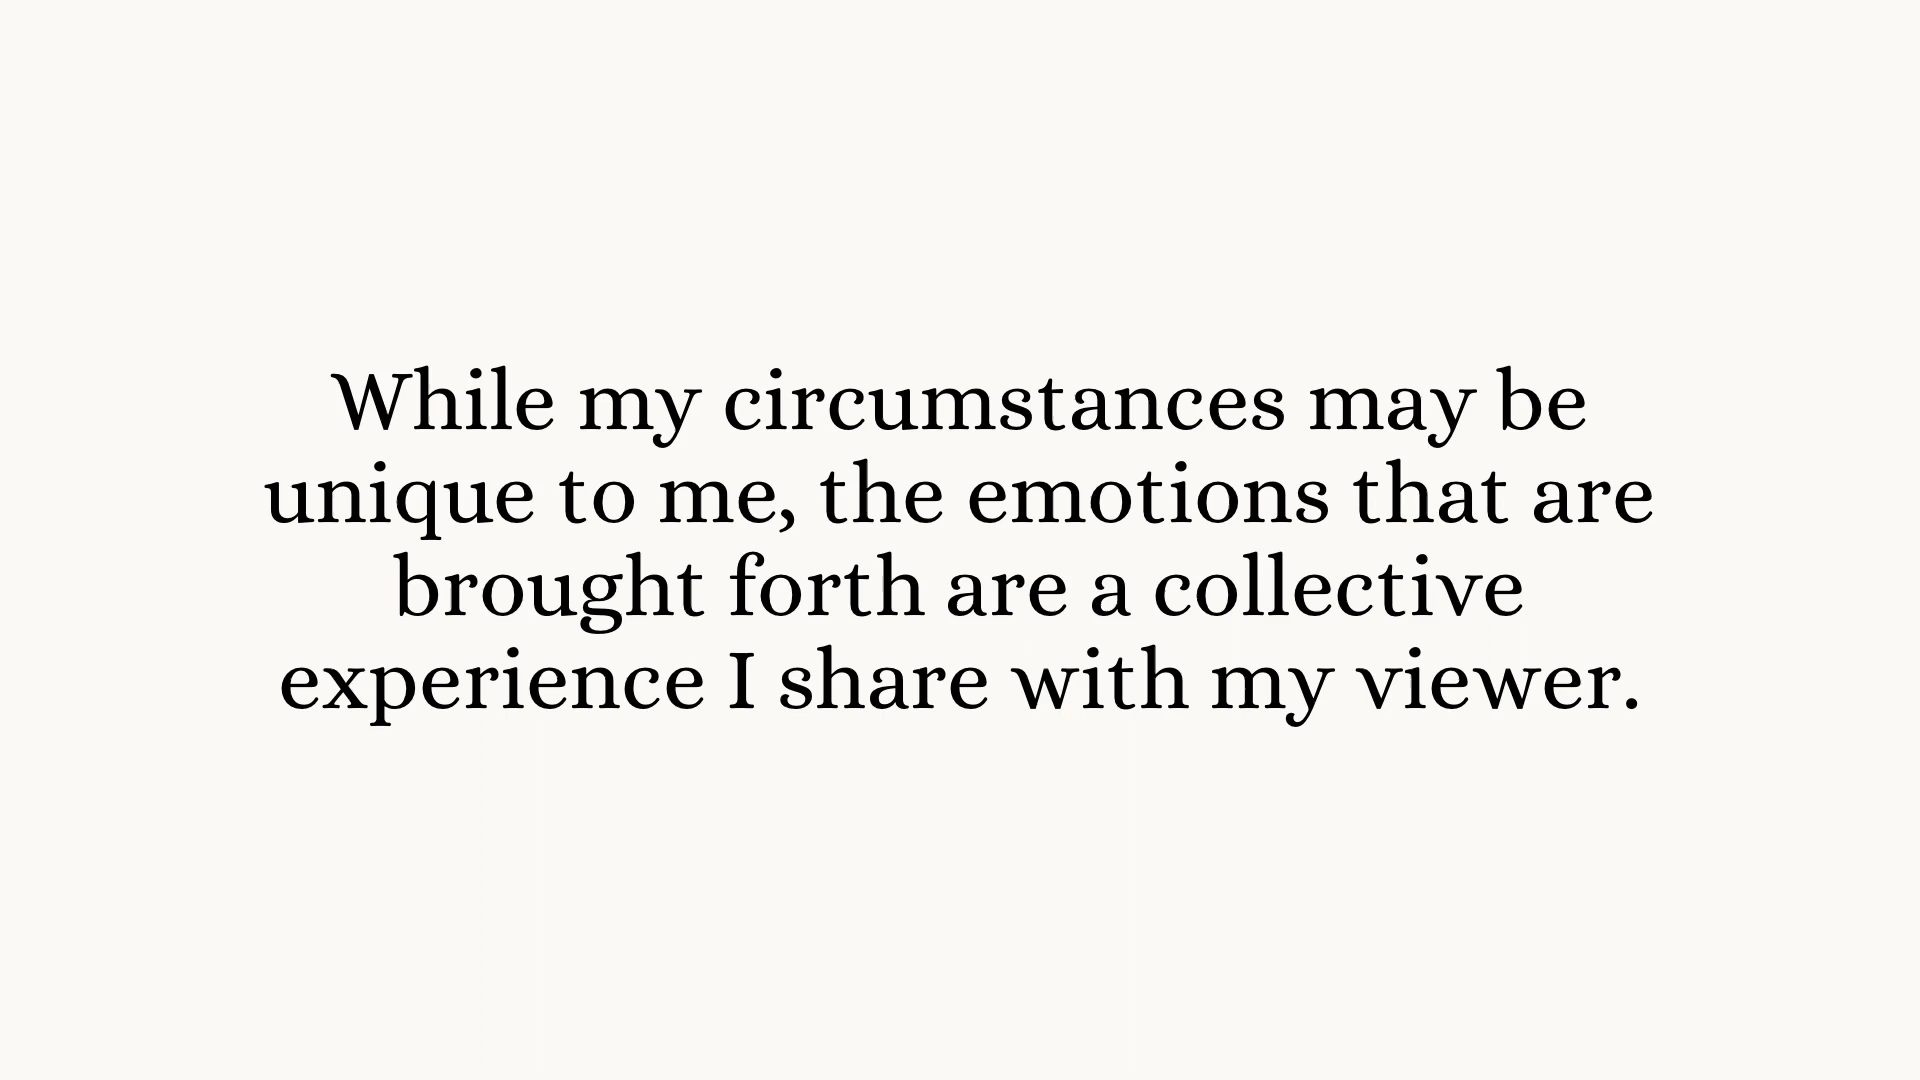 While my circumstances may be
unique to me, the emotions that are
brought forth are a collective
experience I share with my viewer.